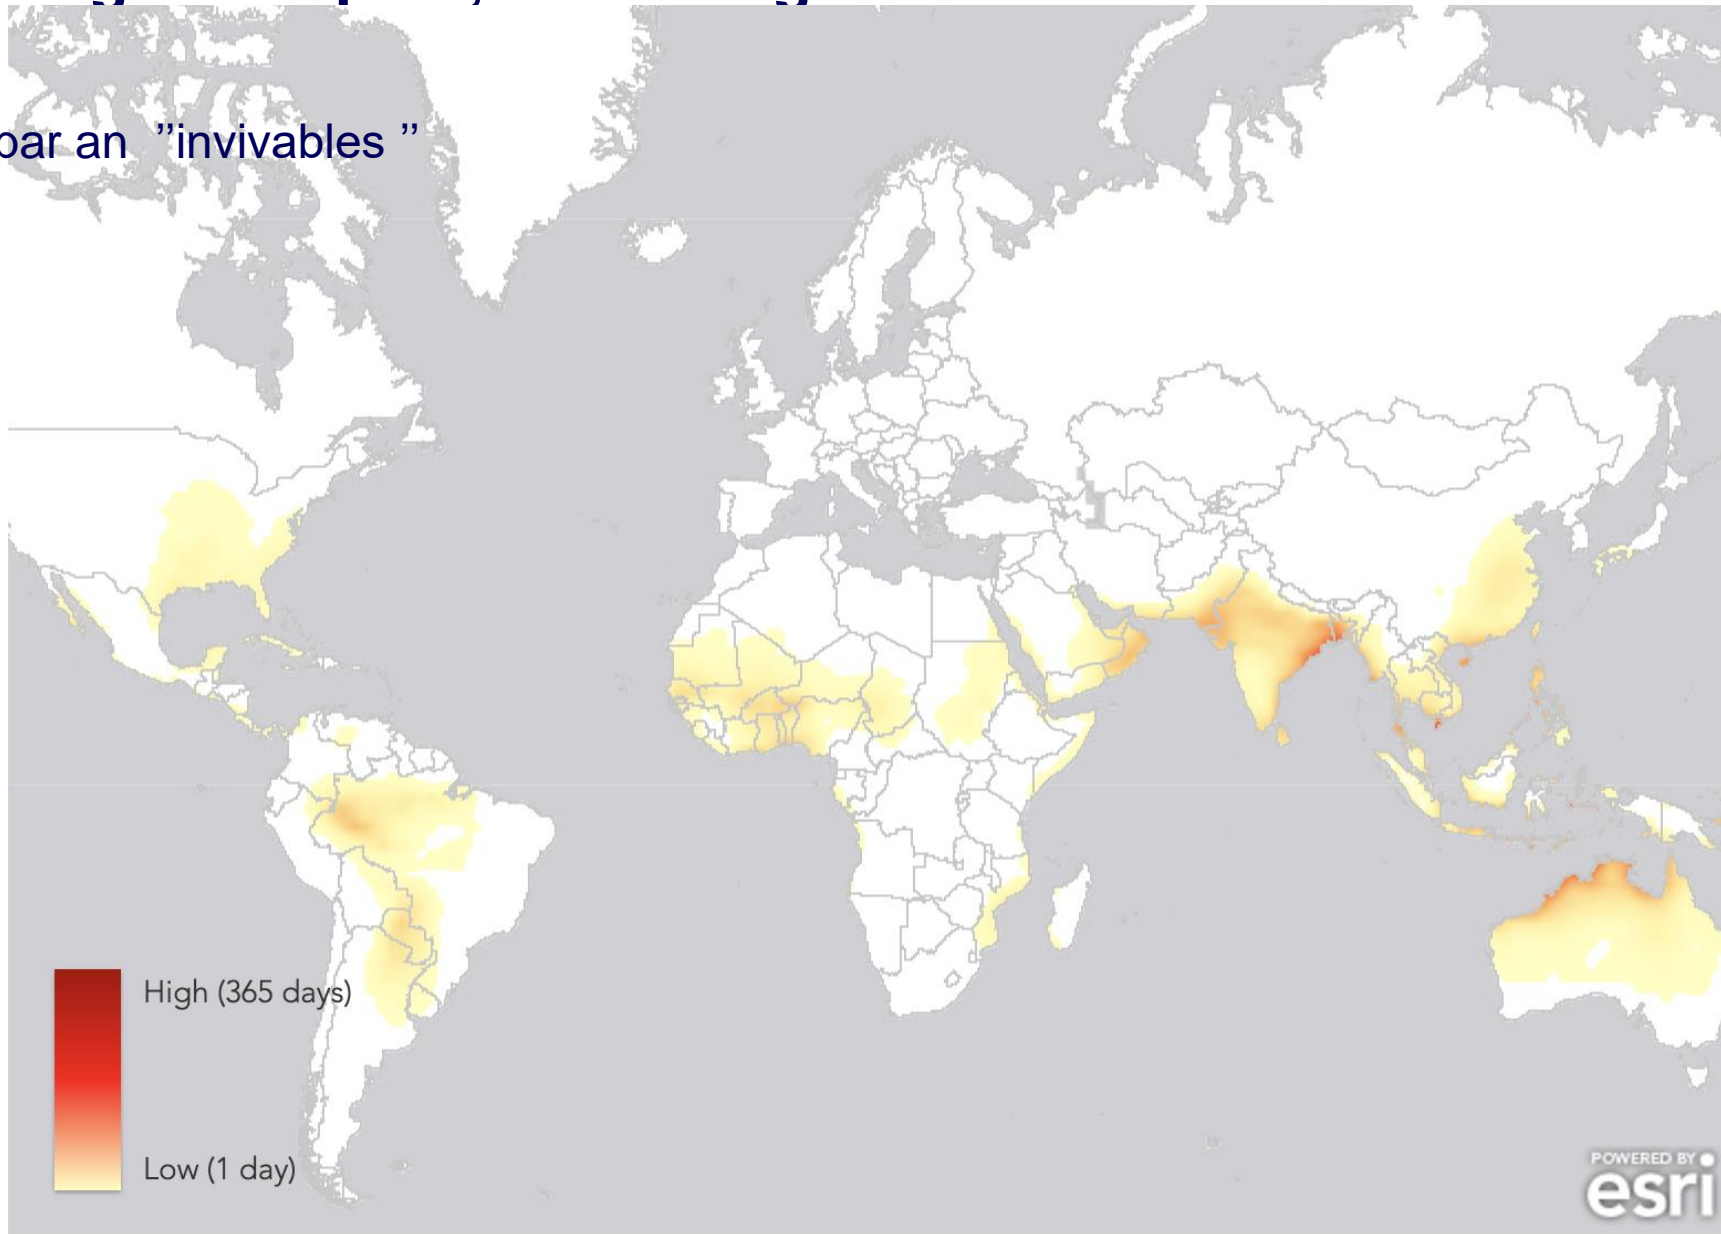 par an ”invivables ”
High (365 days)
Low (1 day)
POWERED BY
esri